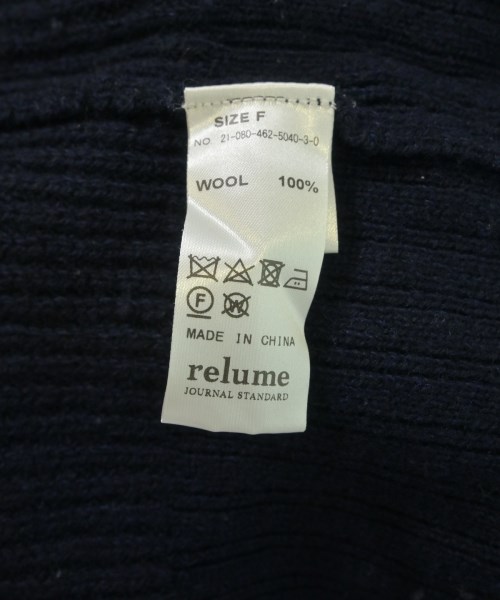 SIZE F
NO. 21-080-462-5040-3-0
WOOL 100%
F
W
MADE IN CHINA
relume
JOURNAL STANDARD